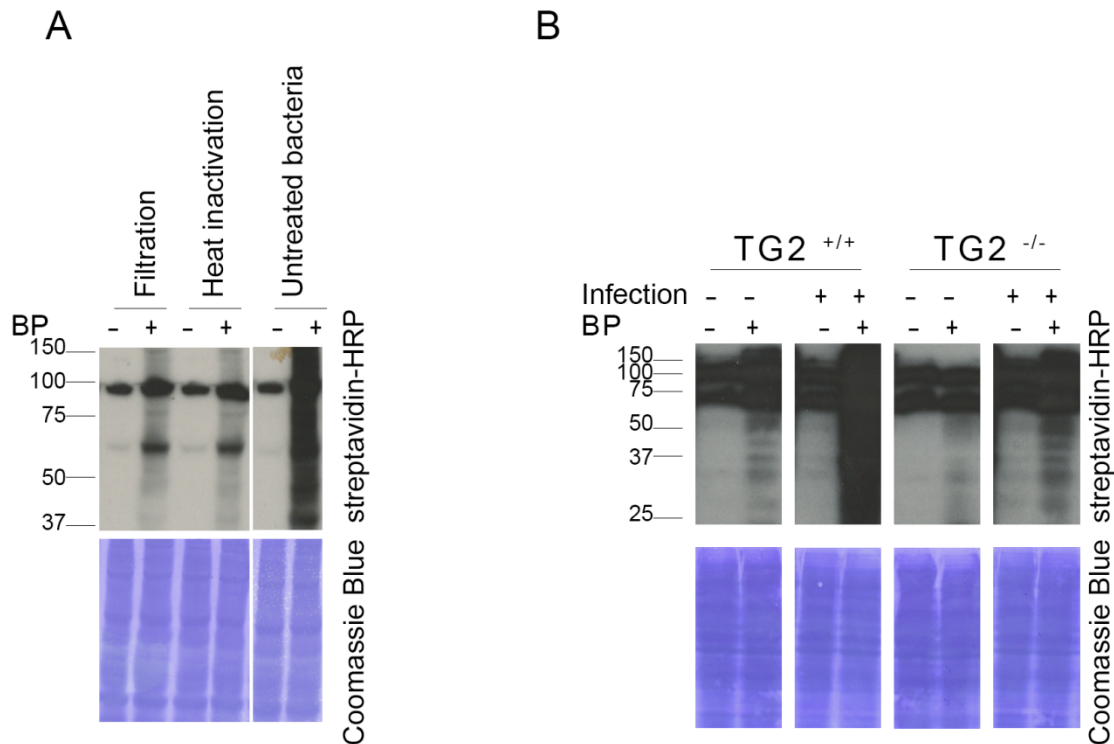 A
Filtration
Heat inactivation
Untreated bacteria
BP – + – + – +
150
100
75
50
37
streptavidin-HRP
Coomassie Blue
B
TG2 +/+ TG2 -/-
Infection – – + + – – + +
BP – + – + – + – +
150
100
75
50
37
25
streptavidin-HRP
Coomassie Blue